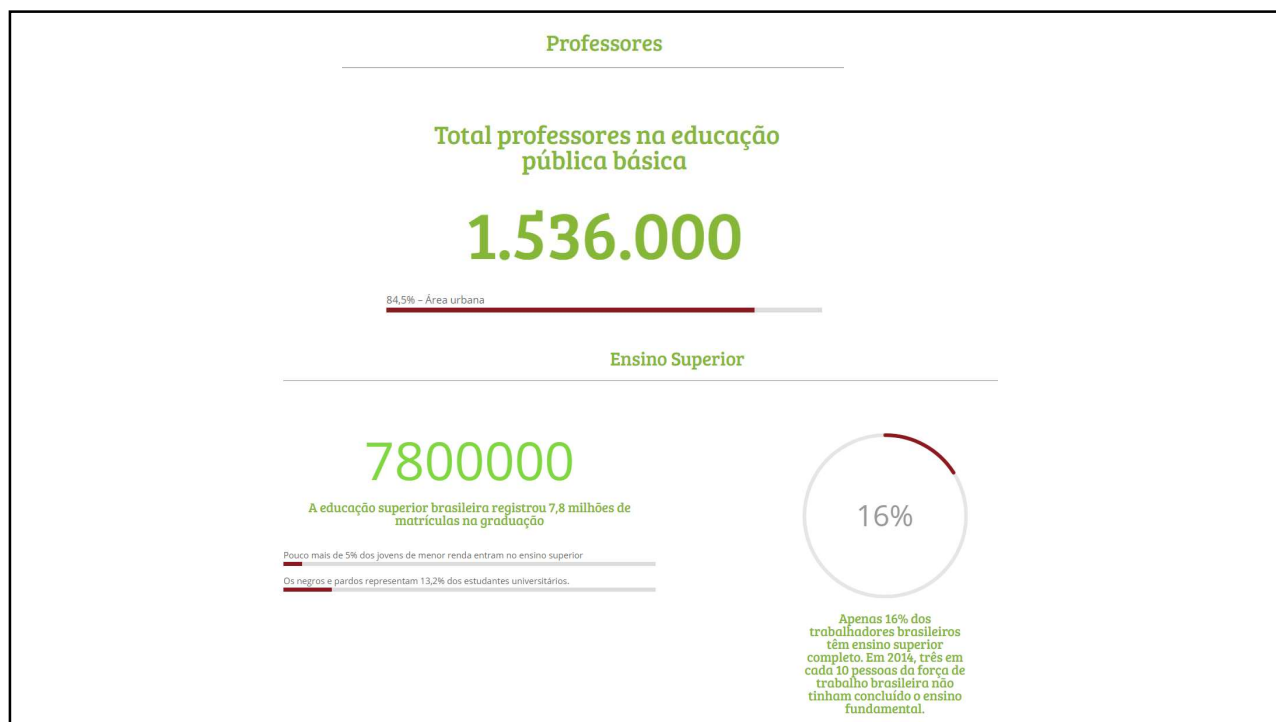 Professores
Total professores na educação
pública básica
1.536.000
84,5% – Área urbana
Ensino Superior
7800000
A educação superior brasileira registrou 7,8 milhões de
matrículas na graduação
Pouco mais de 5% dos jovens de menor renda entram no ensino superior
Os negros e pardos representam 13,2% dos estudantes universitários.
16%
Apenas 16% dos
trabalhadores brasileiros
têm ensino superior
completo. Em 2014, três em
cada 10 pessoas da força de
trabalho brasileira não
tinham concluído o ensino
fundamental.